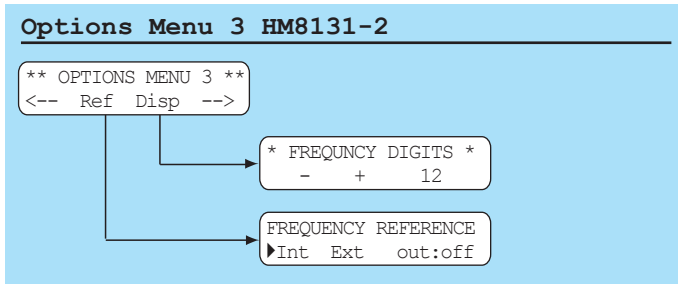 Options Menu 3 HM8131-2
** OPTIONS MENU 3 **
<-- Ref Disp -->
* FREQUNCY DIGITS *
- + 12
FREQUENCY REFERENCE
Int Ext out:off